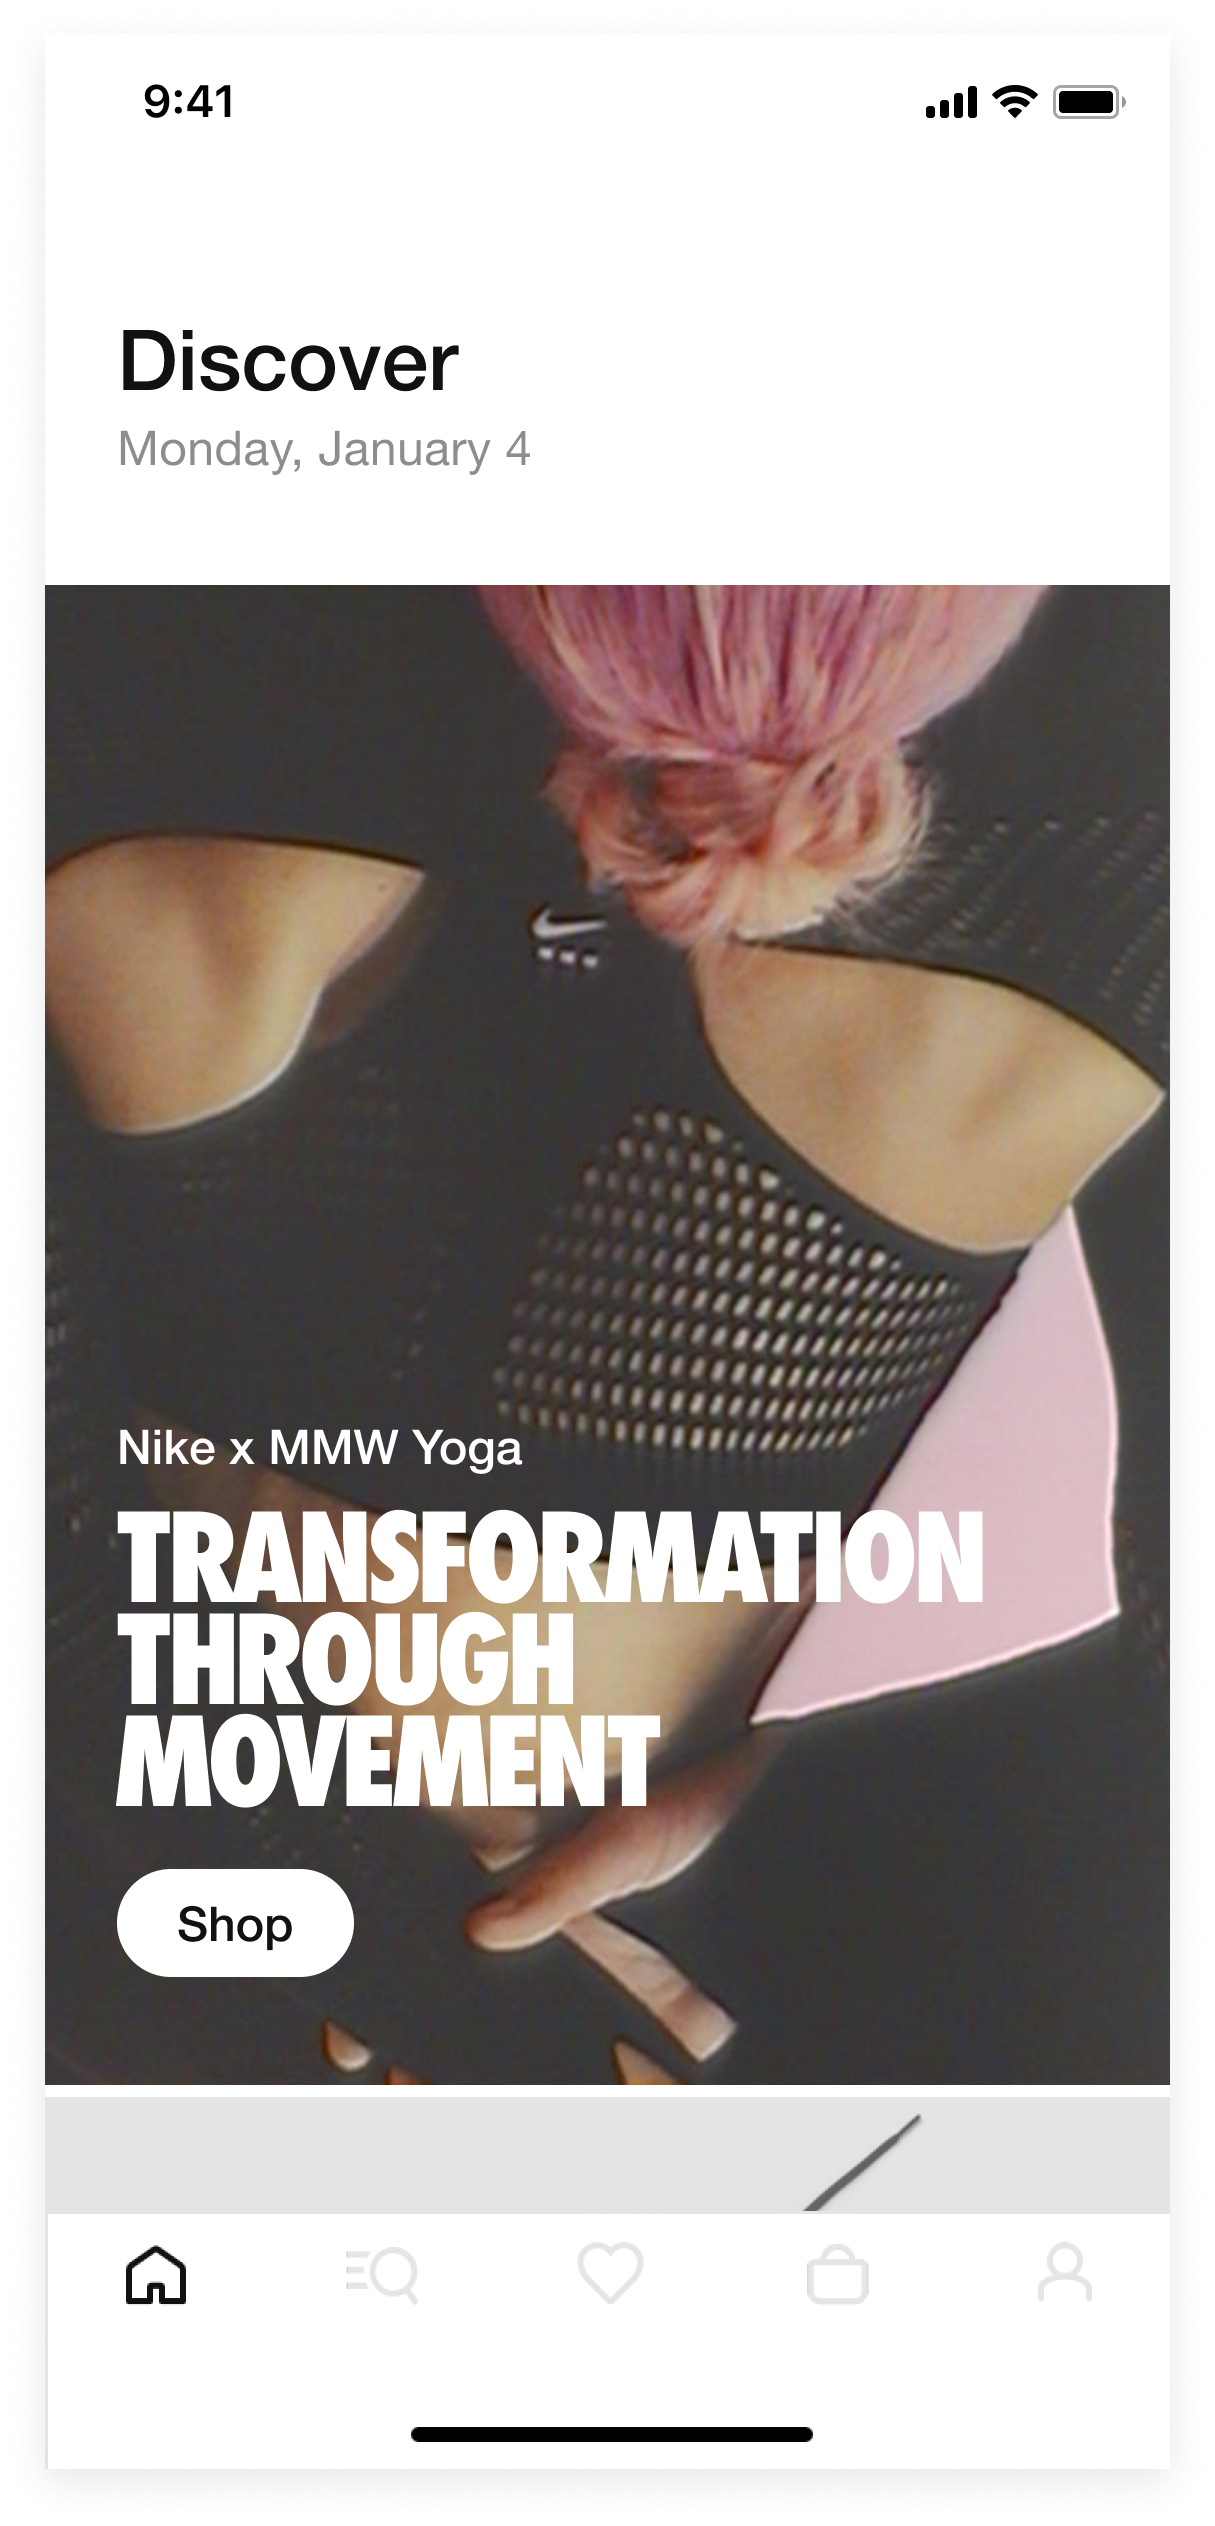 9:41
Discover
Monday, January 4
Nike x MMW Yoga
TRANSFORMATION
THROUGH
MOVEMENT
Shop